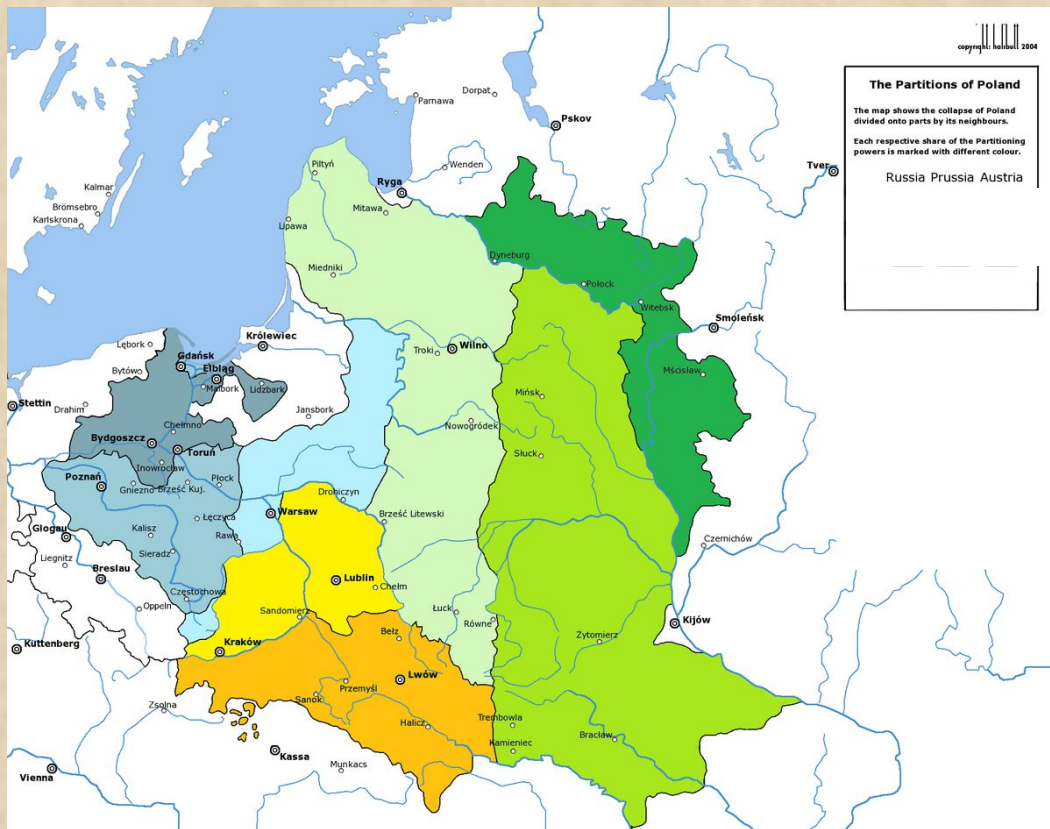 copyright: halibutt 2004
The Partitions of Poland
The map shows the collapse of Poland
divided onto parts by its neighbours.
Each respective share of the Partitioning
powers is marked with different colour.
Russia Prussia Austria
Parnawa
Dorpat
Pskov
Tver
Piltyń
Wenden
Ryga
Kalmar
Mitawa
Brömsebro
Karlskrona
Lipawa
Dyneburg
Miedniki
Połock
Witebsk
Smoleńsk
Królewiec
Lębork
Wilno
Troki
Gdańsk
Elbląg
Bytów
Malbork
Lidzbark
Mścisław
Mińsk
Stettin
Drahim
Jansbork
Chełmno
Nowogródek
Bydgoszcz
Toruń
Słuck
Inowrocław
Poznań
Gniezno
Brześć Kuj.
Płock
Drohiczyn
Warsaw
Łęczyca
Brześć Litewski
Glogau
Kalisz
Rawa
Czernichów
Liegnitz
Sieradz
Breslau
Lublin
Chełm
Częstochowa
Oppeln
Sandomierz
Łuck
Równe
Kijów
Bełz
Żytomierz
Kuttenberg
Kraków
Lwów
Przemyśl
Sanok
Zsolna
Halicz
Trembowla
Bracław
Kamieniec
Kassa
Munkacs
Vienna